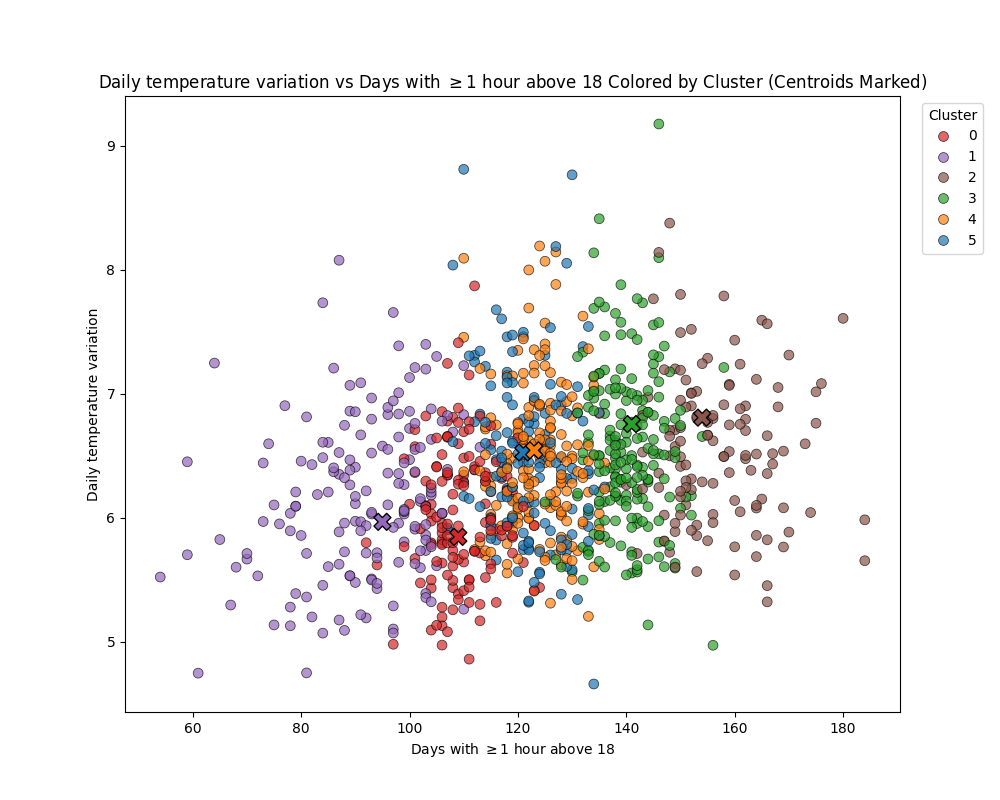 Daily temperature variation vs Days with ≥1 hour above 18 Colored by Cluster (Centroids Marked)
Cluster
0
1
2
3
4
5
9
8
7
6
5
Daily temperature variation
60 80 100 120 140 160 180
Days with ≥1 hour above 18